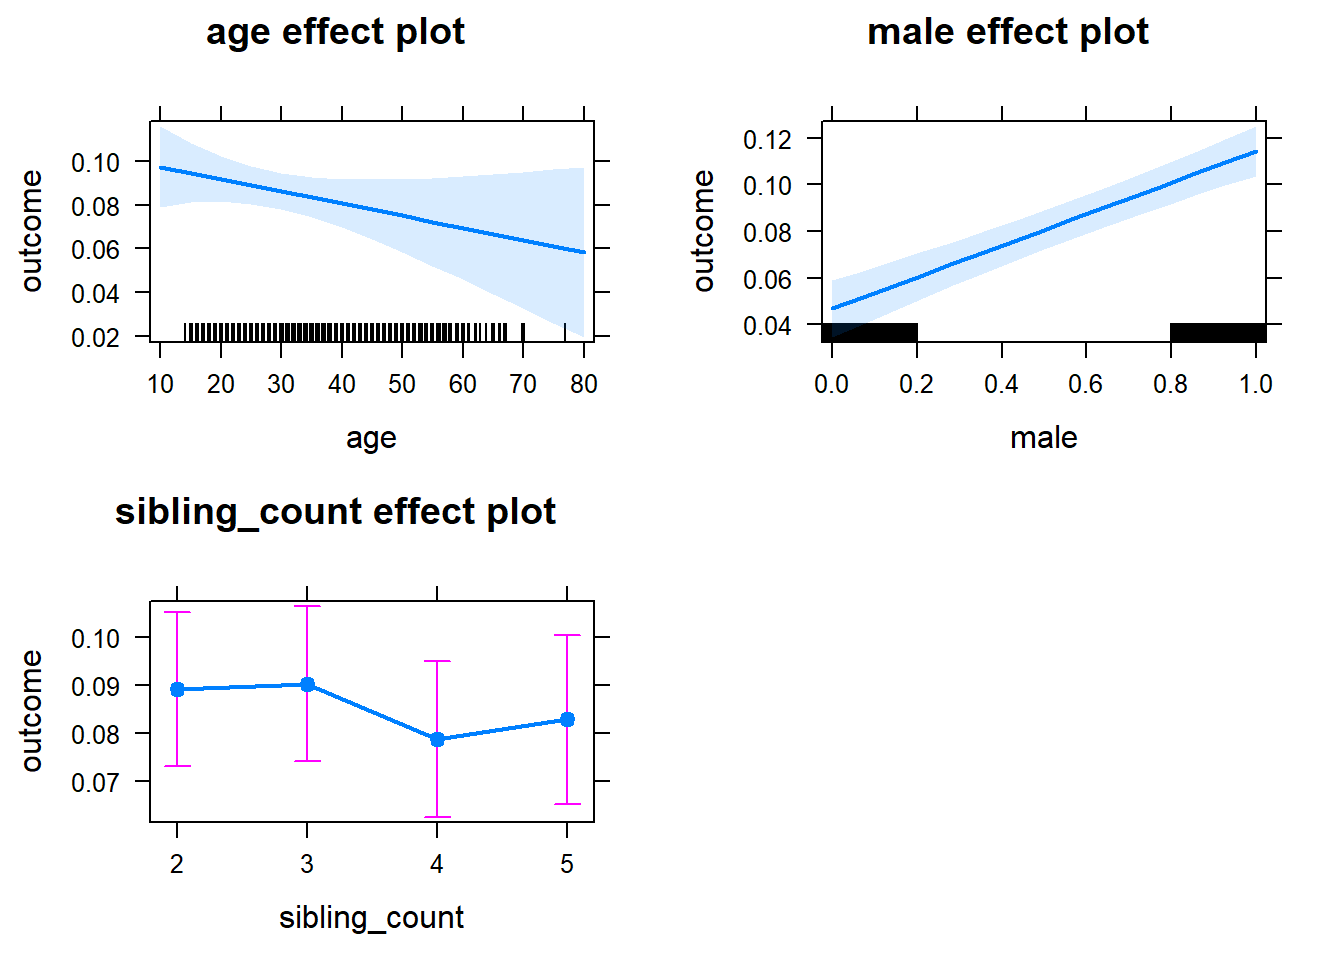 age effect plot
outcome
0.10
0.08
0.06
0.04
0.02
10 20 30 40 50 60 70 80
age
male effect plot
outcome
0.12
0.10
0.08
0.06
0.04
0.0 0.2 0.4 0.6 0.8 1.0
male
sibling_count effect plot
outcome
0.10
0.09
0.08
0.07
2 3 4 5
sibling_count